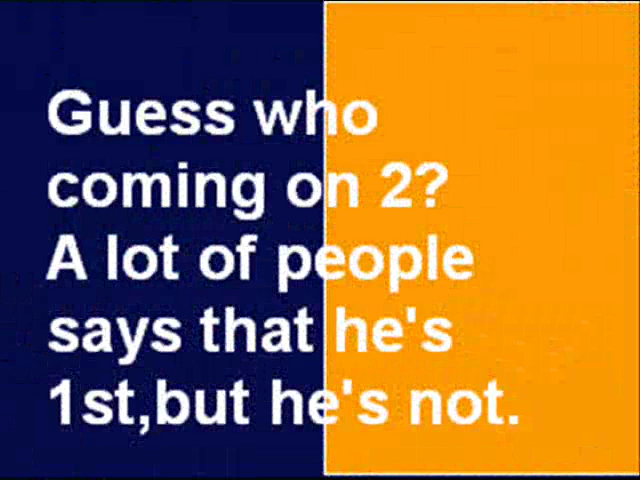 Guess who
coming on 2?
A lot of people
says that he's
1st,but he's not.